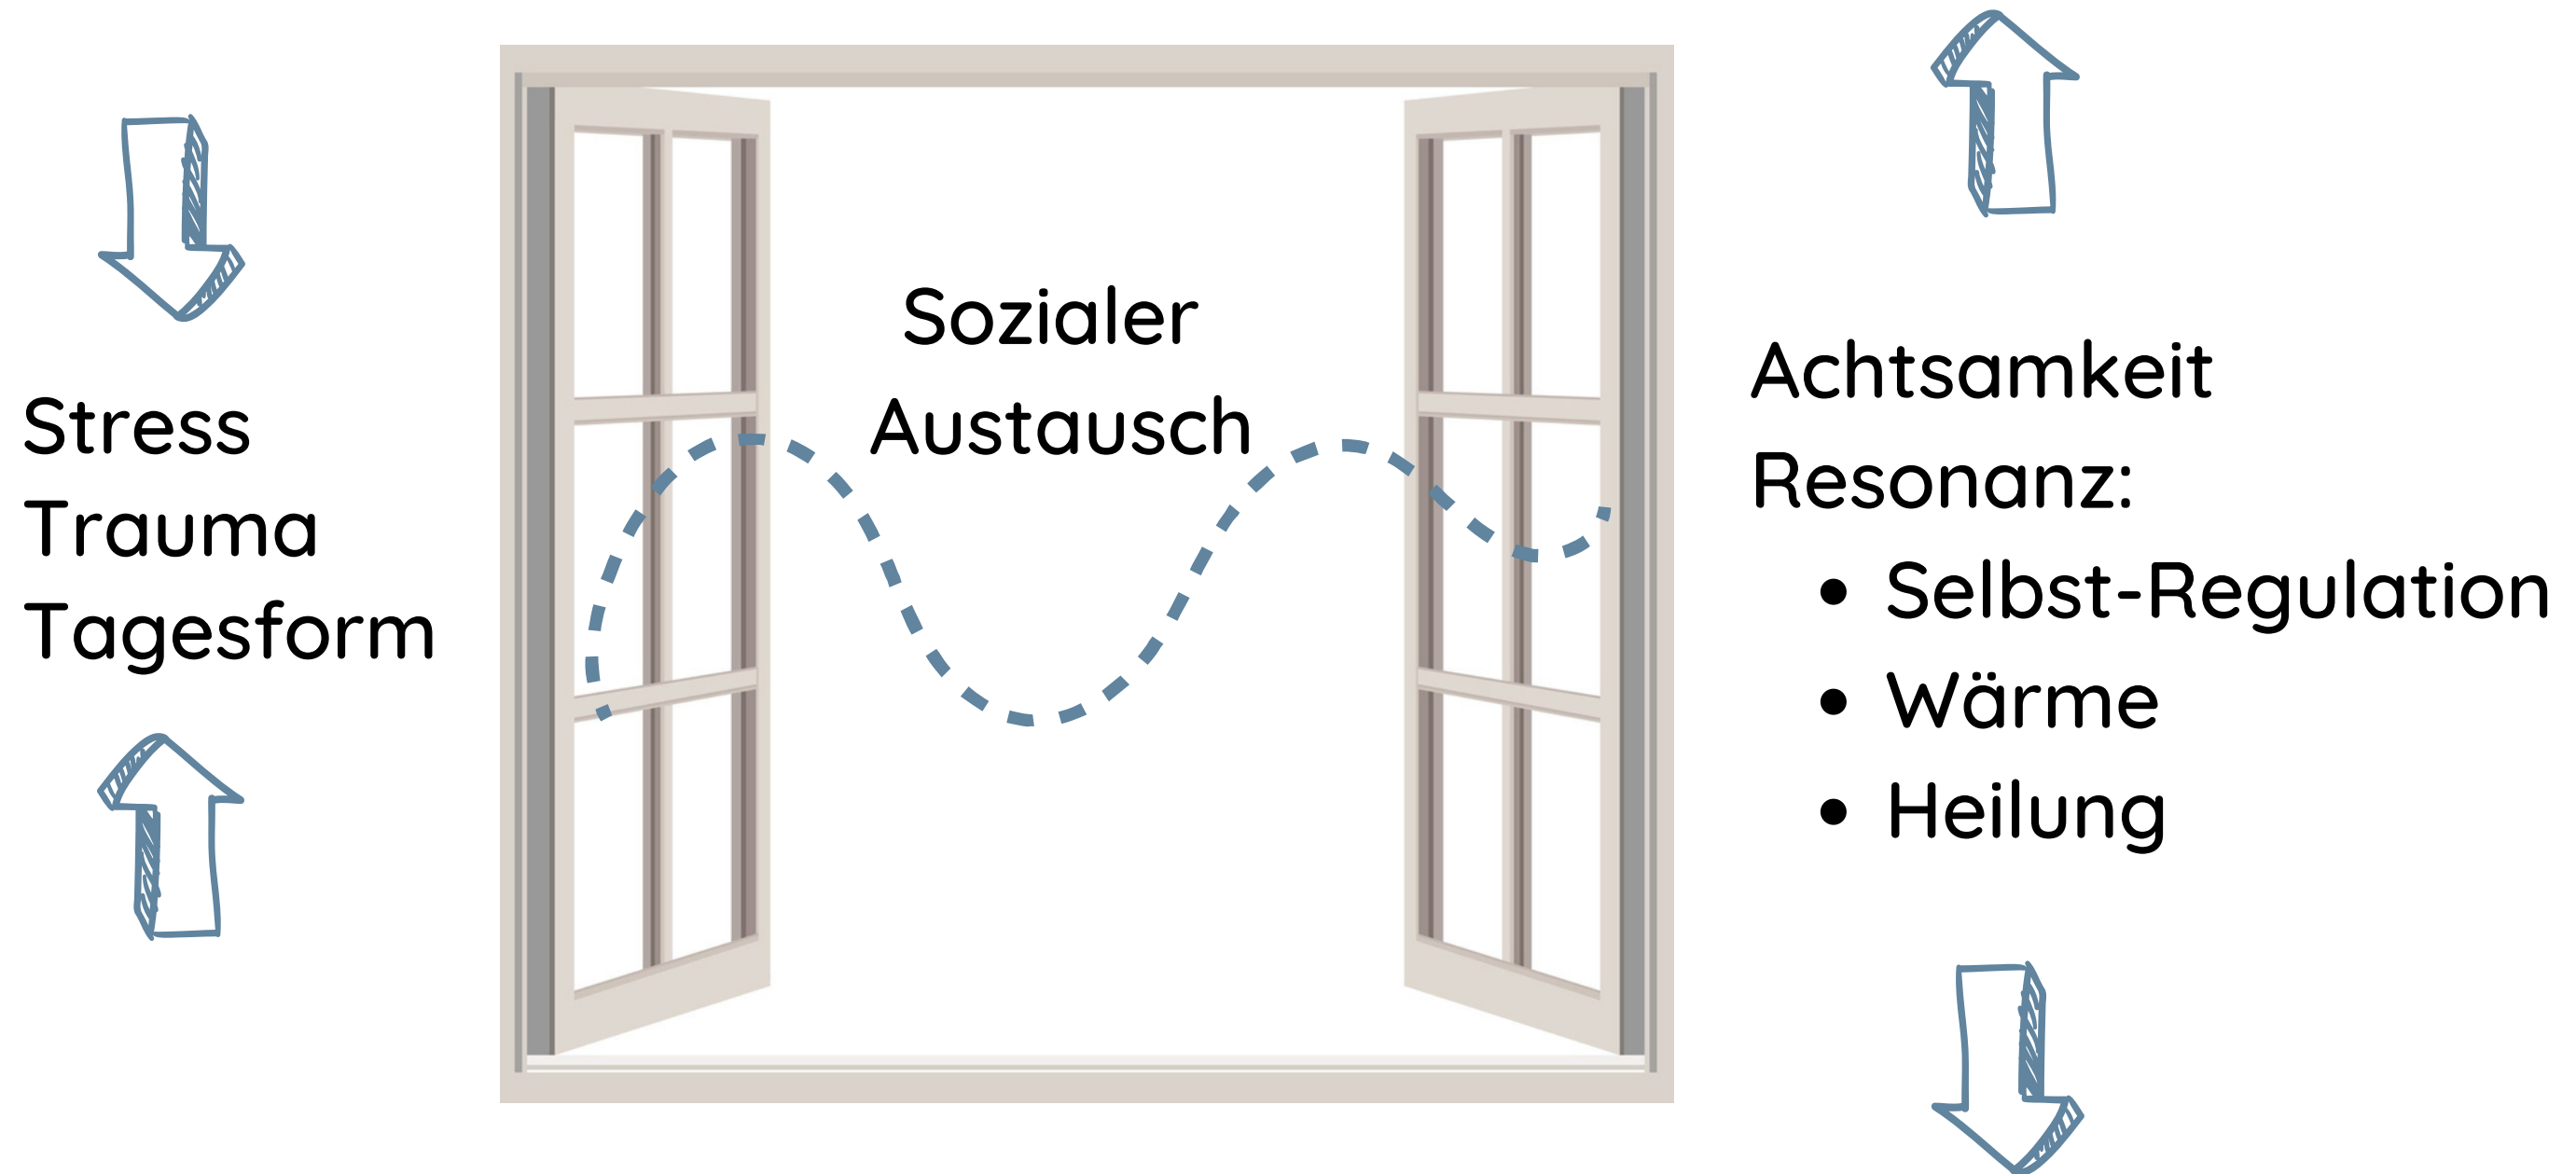 Stress
Trauma
Tagesform
Sozialer
Austausch
Achtsamkeit
Resonanz:
• Selbst-Regulation
• Wärme
• Heilung